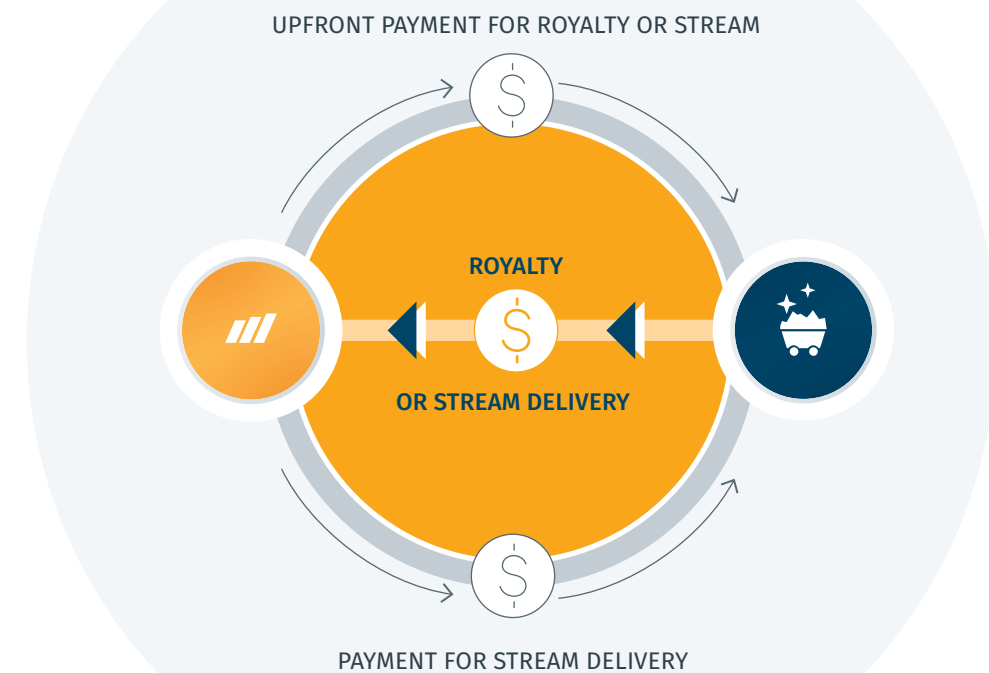 UPFRONT PAYMENT FOR ROYALTY OR STREAM
$
ROYALTY
$
OR STREAM DELIVERY
$
PAYMENT FOR STREAM DELIVERY